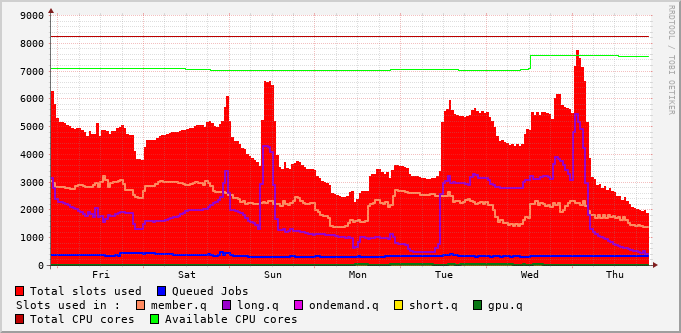 9000
8000
7000
6000
5000
4000
3000
2000
1000
0
Fri Sat Sun Mon Tue Wed Thu
RRDTOOL / TOBI OETIKER
Total slots used Queued Jobs
Slots used in : member.q long.q ondemand.q short.q gpu.q
Total CPU cores Available CPU cores